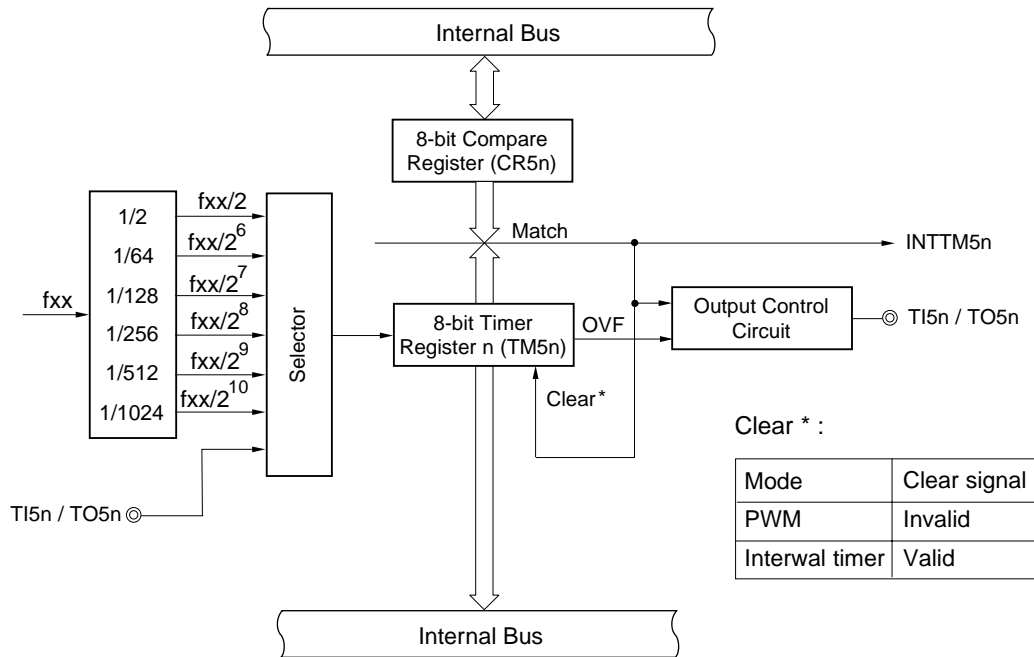 Internal Bus
8-bit Compare
Register (CR5n)
fxx
1/2
1/64
1/128
1/256
1/512
1/1024
fxx/2
fxx/2^6
fxx/2^7
fxx/2^8
fxx/2^9
fxx/2^10
Selector
TI5n / TO5n
Match
INTTM5n
8-bit Timer
Register n (TM5n)
OVF
Output Control
Circuit
TI5n / TO5n
Clear *
Clear * :
Mode Clear signal
PWM Invalid
Interwal timer Valid
Internal Bus